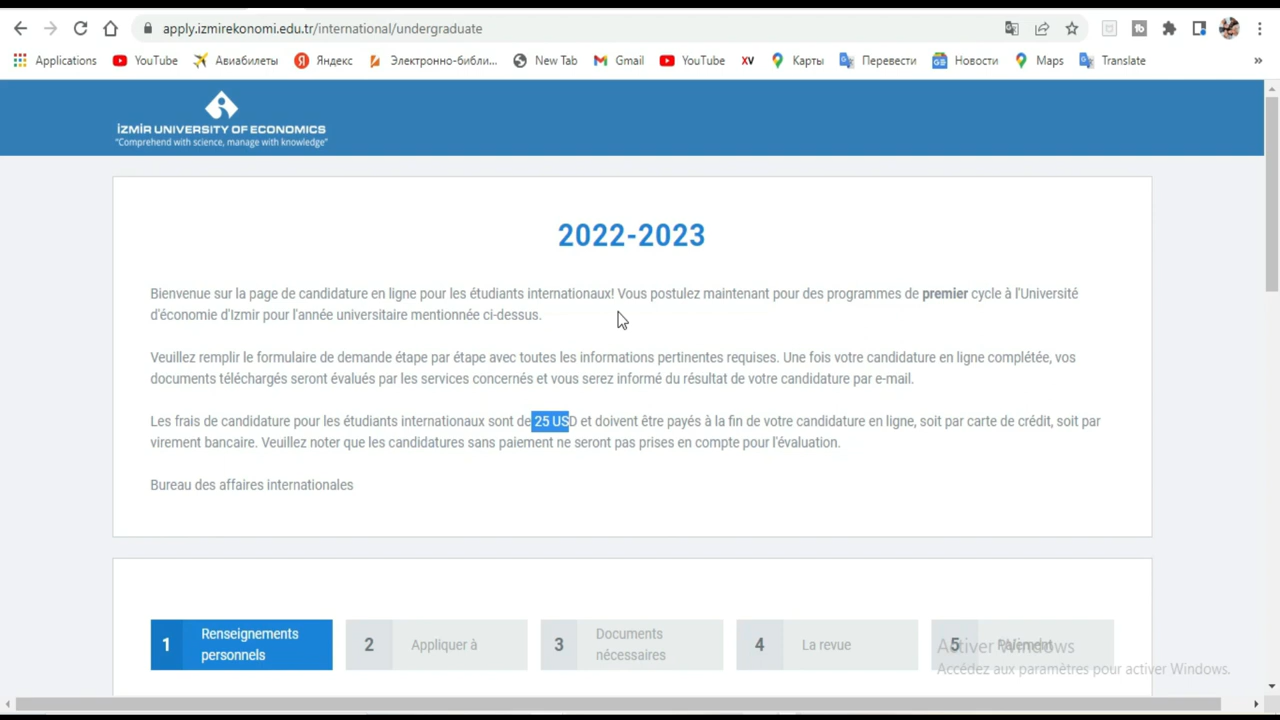 apply.izmirekonomi.edu.tr/international/undergraduate
Applications YouTube Авиабилеты Яндекс Электронно-библи... New Tab Gmail YouTube XV Карты Перевести Новости Maps Translate »
İZMİR UNIVERSITY OF ECONOMICS
"Comprehend with science, manage with knowledge"
2022-2023
Bienvenue sur la page de candidature en ligne pour les étudiants internationaux! Vous postulez maintenant pour des programmes de premier cycle à l'Université
d'économie d'Izmir pour l'année universitaire mentionnée ci-dessus.
Veuillez remplir le formulaire de demande étape par étape avec toutes les informations pertinentes requises. Une fois votre candidature en ligne complétée, vos
documents téléchargés seront évalués par les services concernés et vous serez informé du résultat de votre candidature par e-mail.
Les frais de candidature pour les étudiants internationaux sont de 25 USD et doivent être payés à la fin de votre candidature en ligne, soit par carte de crédit, soit par
virement bancaire. Veuillez noter que les candidatures sans paiement ne seront pas prises en compte pour l'évaluation.
Bureau des affaires internationales
1 Renseignements
personnels
2 Appliquer à
3 Documents
nécessaires
4 La revue
5 Paiement
Activer Windows
Accédez aux paramètres pour activer Windows.